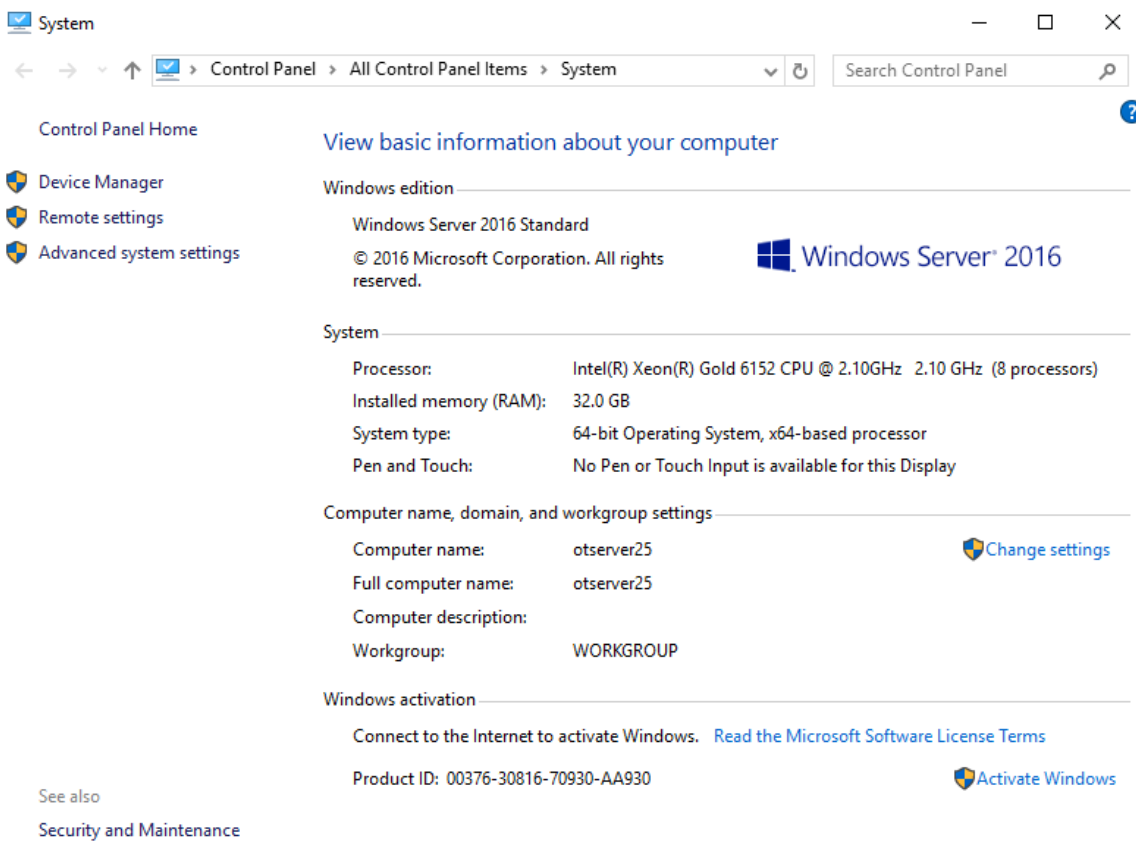 System
Control Panel > All Control Panel Items > System
Search Control Panel
Control Panel Home
Device Manager
Remote settings
Advanced system settings
View basic information about your computer
Windows edition
Windows Server 2016 Standard
© 2016 Microsoft Corporation. All rights
reserved.
Windows Server® 2016
System
Processor: Intel(R) Xeon(R) Gold 6152 CPU @ 2.10GHz 2.10 GHz (8 processors)
Installed memory (RAM): 32.0 GB
System type: 64-bit Operating System, x64-based processor
Pen and Touch: No Pen or Touch Input is available for this Display
Computer name, domain, and workgroup settings
Computer name: otserver25
Change settings
Full computer name: otserver25
Computer description:
Workgroup: WORKGROUP
Windows activation
Connect to the Internet to activate Windows. Read the Microsoft Software License Terms
Product ID: 00376-30816-70930-AA930
Activate Windows
See also
Security and Maintenance